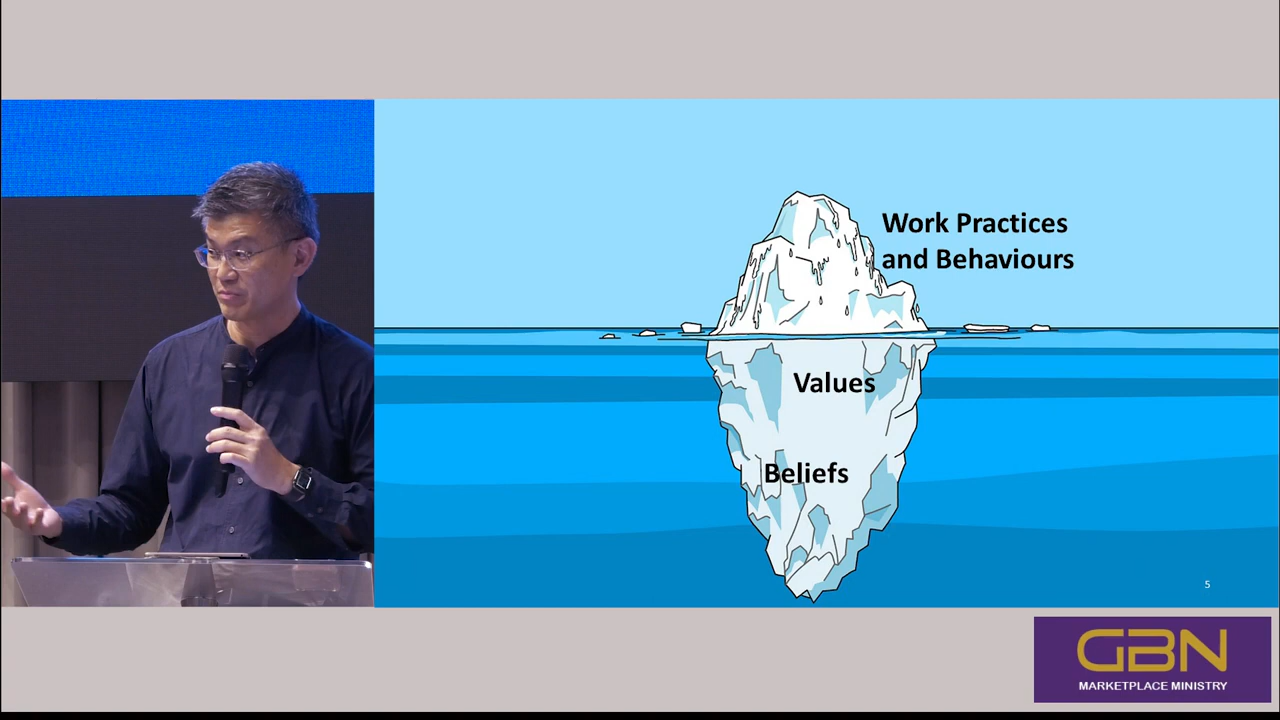 Work Practices
and Behaviours
Values
Beliefs
5
GBN
MARKETPLACE MINISTRY